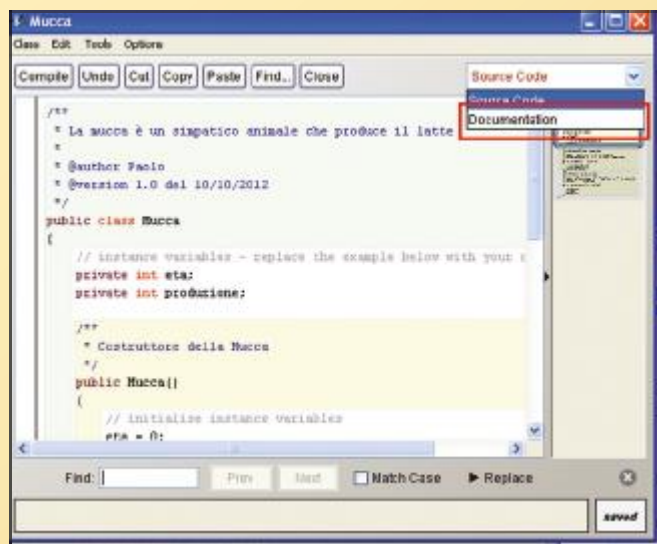 Mucca
Class Edit Tools Options
Compile Undo Cut Copy Paste Find... Close Source Code
Source Code
Documentation
/**
* La mucca è un simpatico animale che produce il latte
*
* @author Paolo
* @version 1.0 del 10/10/2012
*/
public class Mucca
{
// instance variables - replace the example below with your
private int eta;
private int produzione;
/**
* Costruttore della Mucca
*/
public Mucca()
{
// initialise instance variables
eta = 0;
Find: Prev Next Match Case Replace
saved